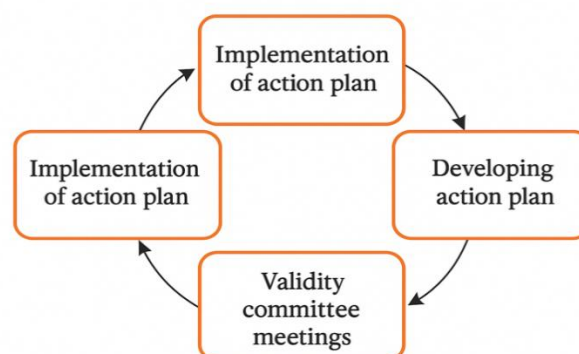 Implementation
of action plan
Implementation
of action plan
Developing
action plan
Validity
committee
meetings